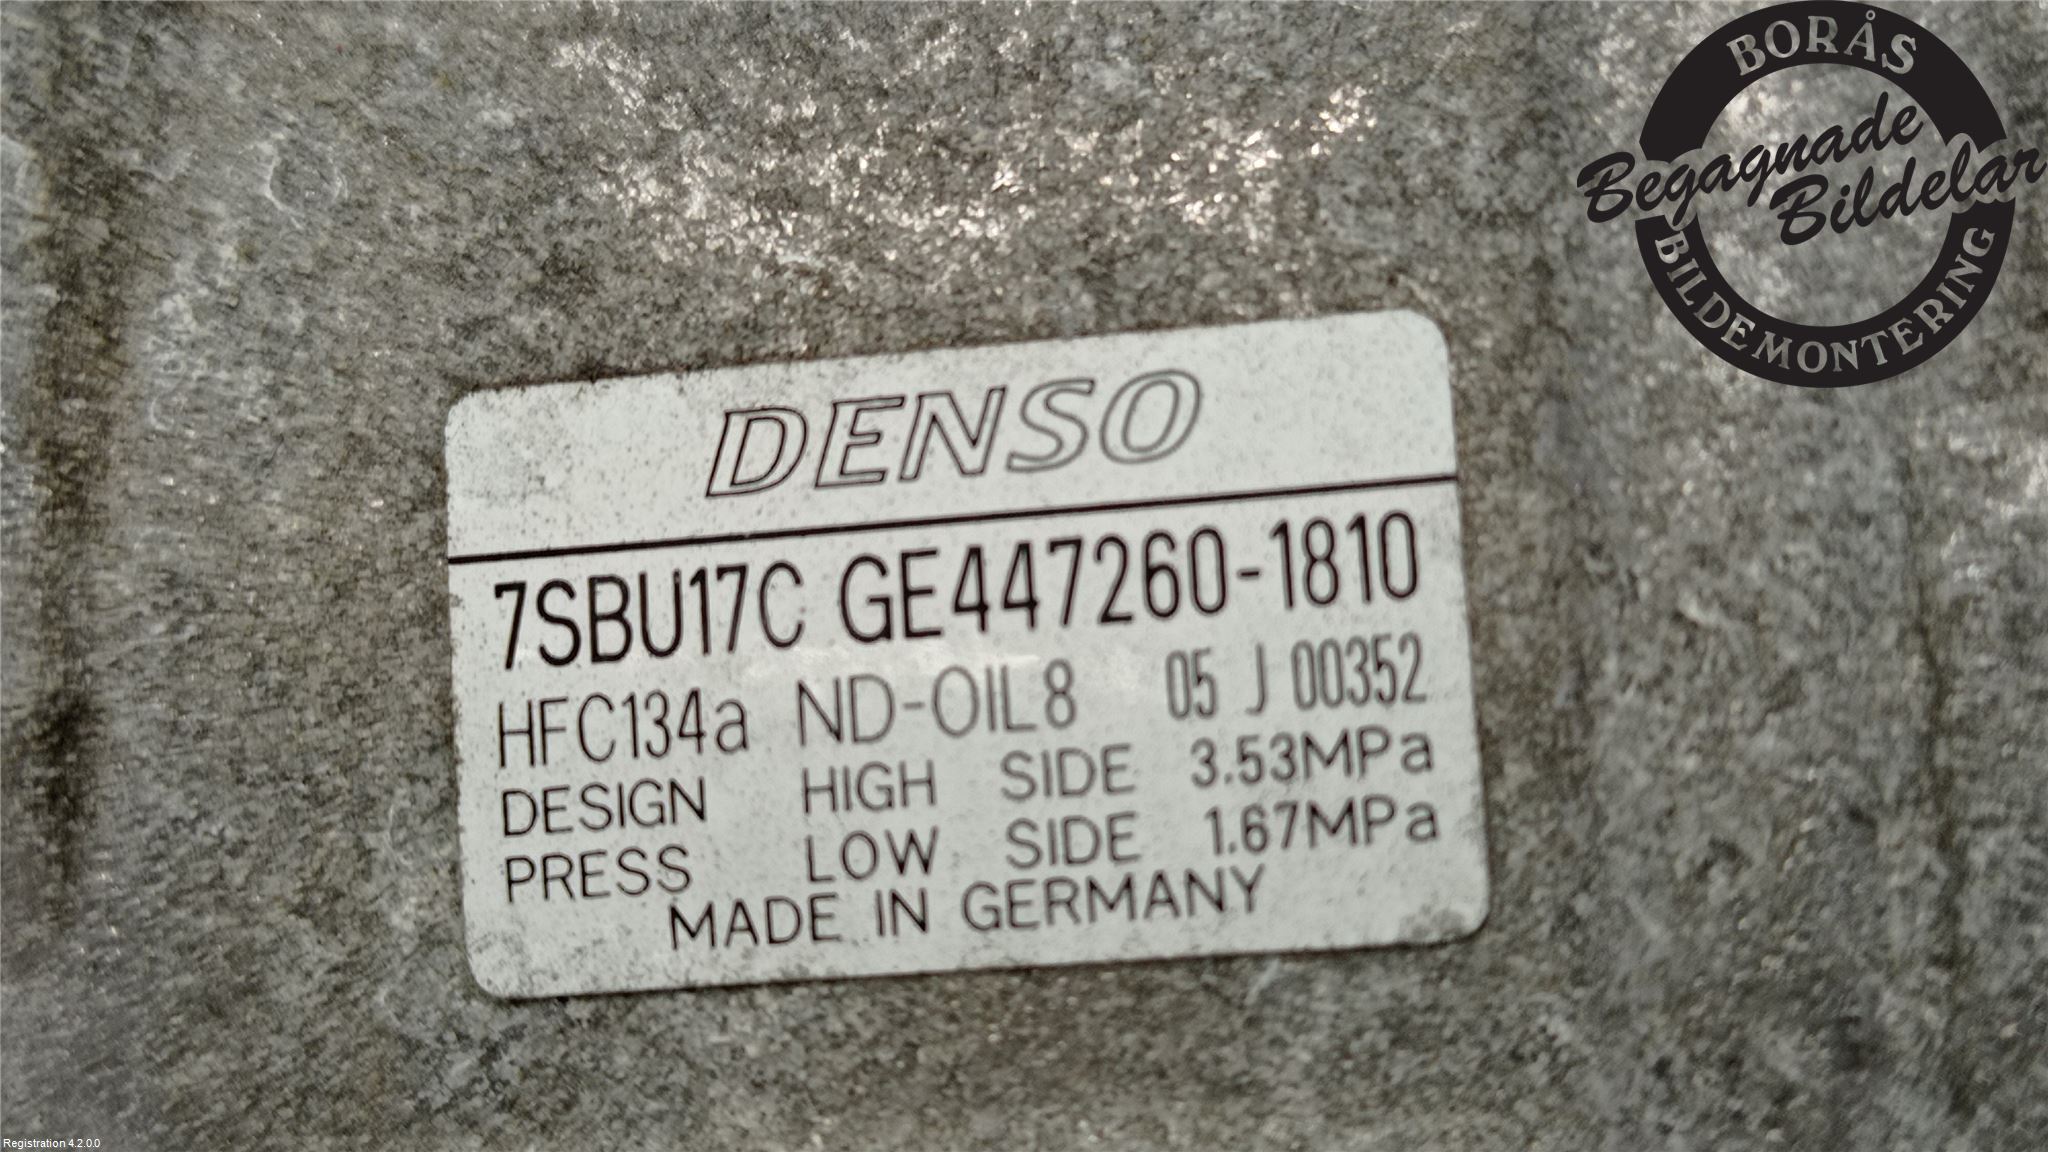 BORÅS
Begagnade
Bildelar
BILDEMONTERING
DENSO
7SBU17C GE447260-1810
HFC134a ND-OIL8 05 J 00352
DESIGN HIGH SIDE 3.53MPa
PRESS LOW SIDE 1.67MPa
MADE IN GERMANY
Registration 4.2.0.0